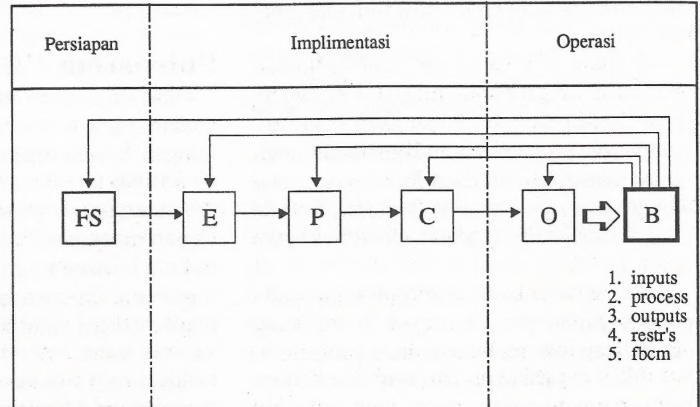 Persiapan
Implimentasi
Operasi
FS
E
P
C
O
B
1. inputs
2. process
3. outputs
4. restr's
5. fbcm